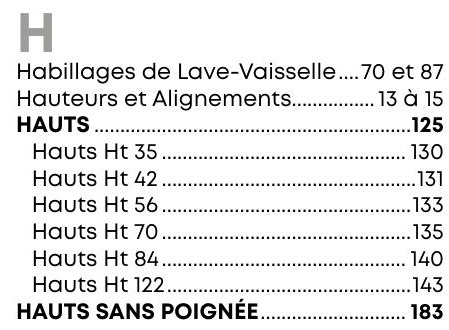 H
Habillages de Lave-Vaisselle....70 et 87
Hauteurs et Alignements................ 13 à 15
HAUTS ..................................................125
Hauts Ht 35 ....................................... 130
Hauts Ht 42 .........................................131
Hauts Ht 56 ........................................133
Hauts Ht 70 ........................................135
Hauts Ht 84 ....................................... 140
Hauts Ht 122.......................................143
HAUTS SANS POIGNÉE....................... 183